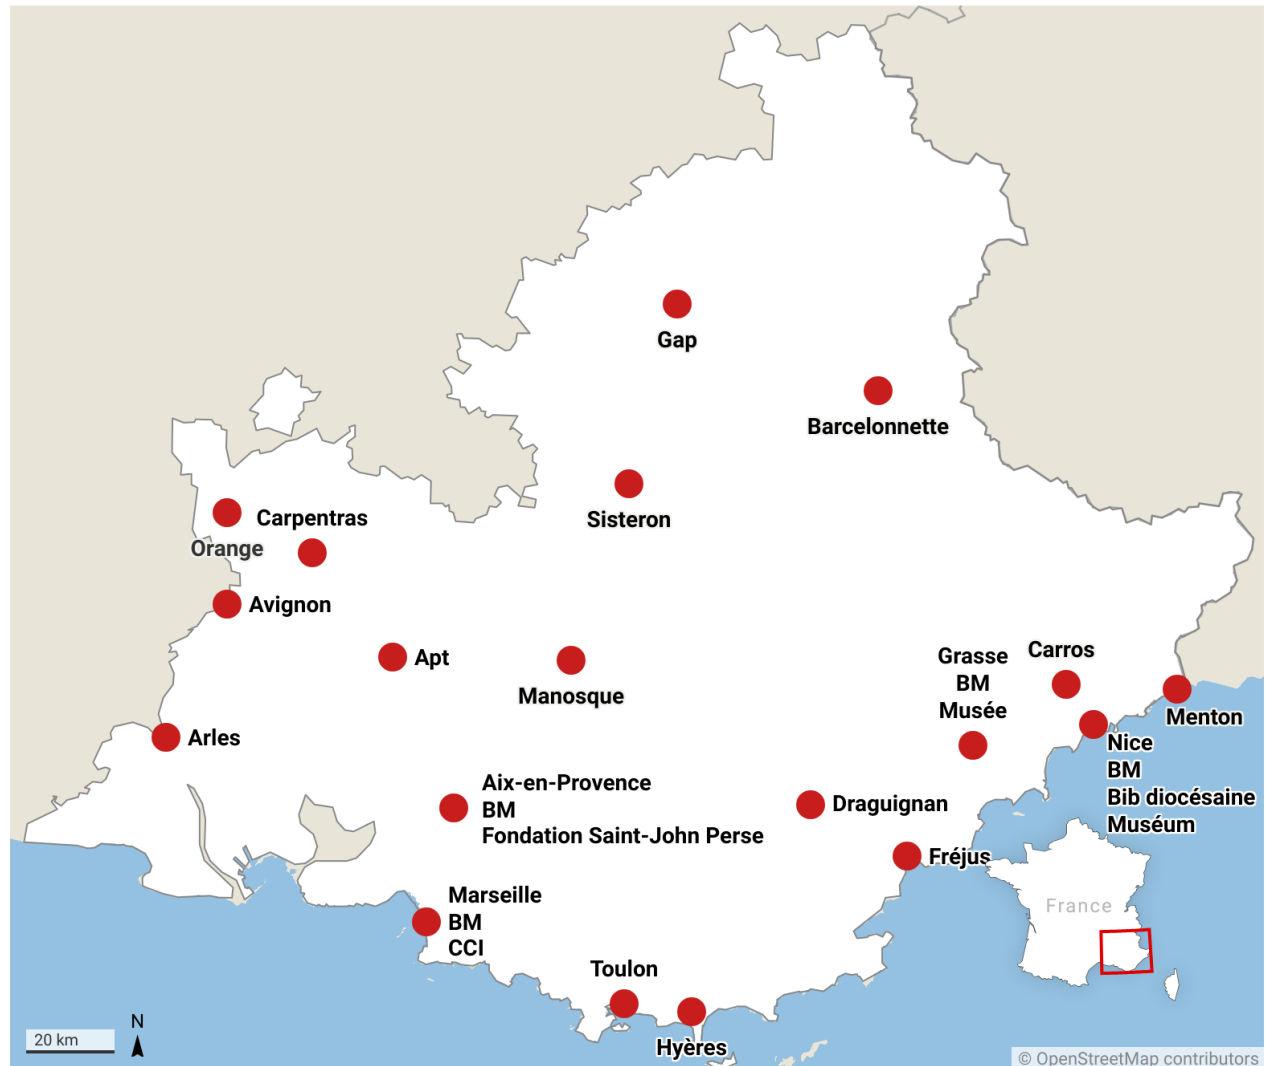 Gap
Barcelonnette
Sisteron
Carpentras
Orange
Avignon
Apt
Manosque
Grasse
BM
Musée
Carros
Menton
Arles
Nice
BM
Bib diocésaine
Muséum
Aix-en-Provence
BM
Fondation Saint-John Perse
Draguignan
Fréjus
Marseille
BM
CCI
France
Toulon
Hyères
20 km
N
© OpenStreetMap contributors